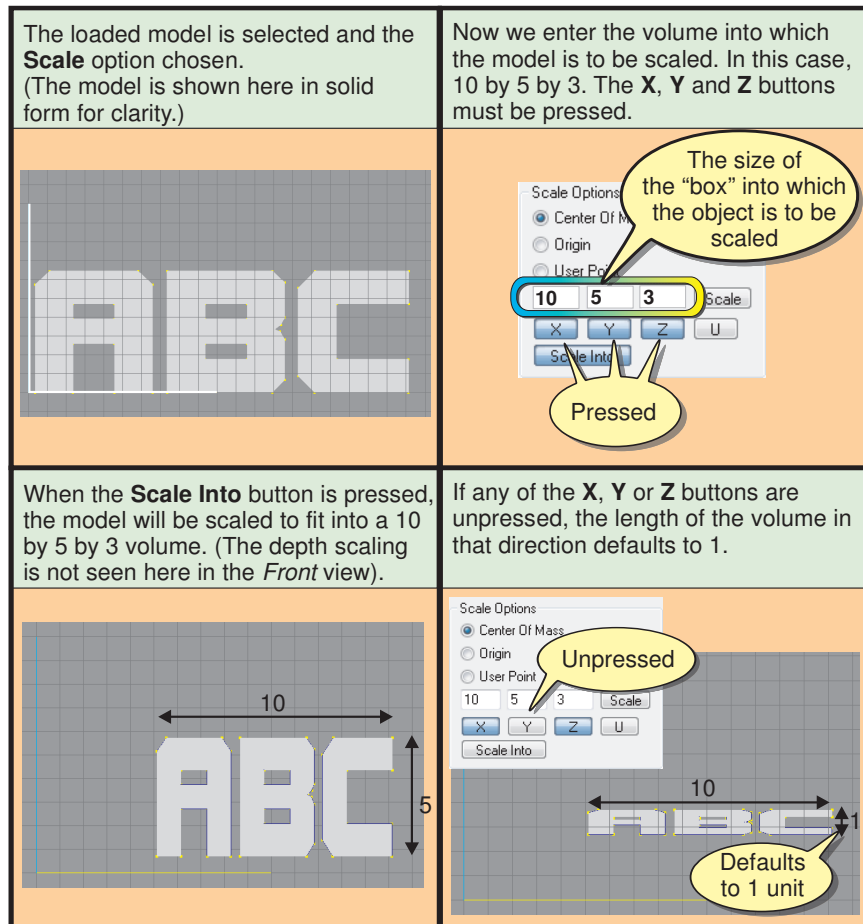 The loaded model is selected and the
Scale option chosen.
(The model is shown here in solid
form for clarity.)
Now we enter the volume into which
the model is to be scaled. In this case,
10 by 5 by 3. The X, Y and Z buttons
must be pressed.
The size of
the “box” into which
the object is to be
scaled
Scale Options
Center Of
Origin
User Point
10 5 3 Scale
X Y Z U
Scale Into
Pressed
When the Scale Into button is pressed,
the model will be scaled to fit into a 10
by 5 by 3 volume. (The depth scaling
is not seen here in the Front view).
10
5
If any of the X, Y or Z buttons are
unpressed, the length of the volume in
that direction defaults to 1.
Scale Options
Center Of Mass
Origin
User Point
Unpressed
10 5 3 Scale
X Y Z U
Scale Into
10
1
Defaults
to 1 unit
ABC
ABC
ABC